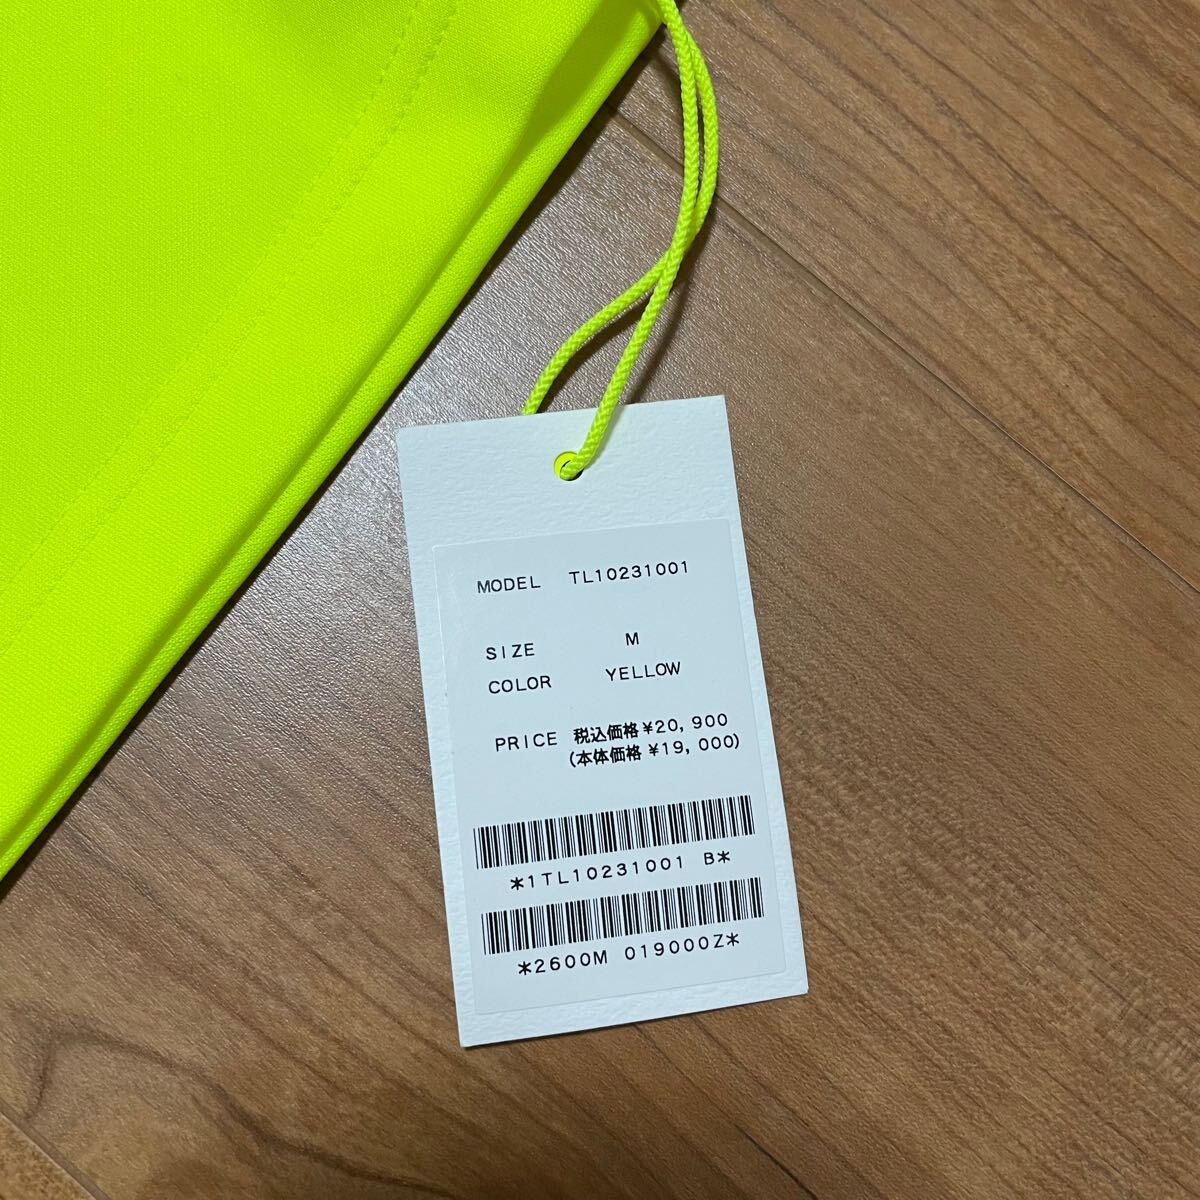 MODEL TL10231001
SIZE M
COLOR YELLOW
PRICE 税込価格 ¥20,900
(本体価格 ¥19,000)
*1TL10231001 B*
*2600M 019000Z*